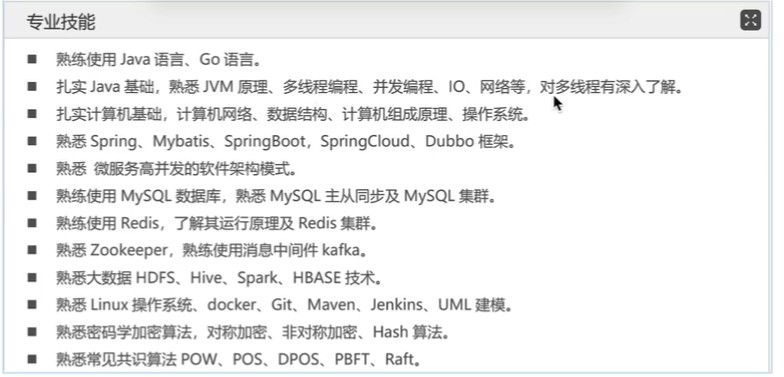 专业技能
熟练使用 Java 语言、Go 语言。
扎实 Java 基础，熟悉 JVM 原理、多线程编程、并发编程、IO、网络等，对多线程有深入了解。
扎实计算机基础，计算机网络、数据结构、计算机组成原理、操作系统。
熟悉 Spring、Mybatis、SpringBoot，SpringCloud、Dubbo 框架。
熟悉 微服务高并发的软件架构模式。
熟练使用 MySQL 数据库，熟悉 MySQL 主从同步及 MySQL 集群。
熟练使用 Redis，了解其运行原理及 Redis 集群。
熟悉 Zookeeper，熟练使用消息中间件 kafka。
熟悉大数据 HDFS、Hive、Spark、HBASE 技术。
熟悉 Linux 操作系统、docker、Git、Maven、Jenkins、UML 建模。
熟悉密码学加密算法，对称加密、非对称加密、Hash 算法。
熟悉常见共识算法 POW、POS、DPOS、PBFT、Raft。